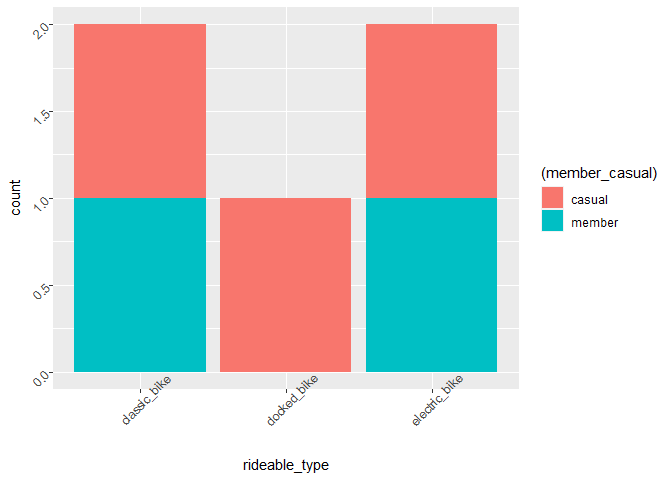 2.0
1.5
1.0
0.5
0.0
count
classic_bike
docked_bike
electric_bike
rideable_type
(member_casual)
casual
member